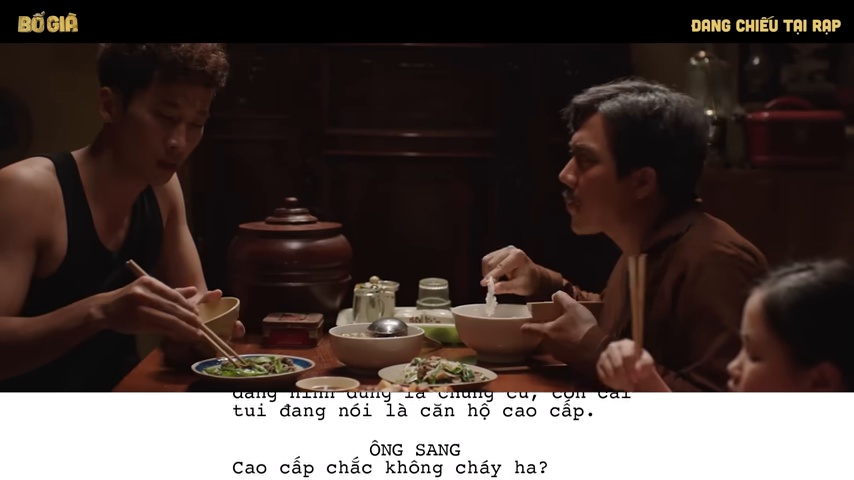 BỐ GIÀ
ĐANG CHIẾU TẠI RẠP
tui đang nói là căn hộ cao cấp.
ÔNG SANG
Cao cấp chắc không cháy ha?